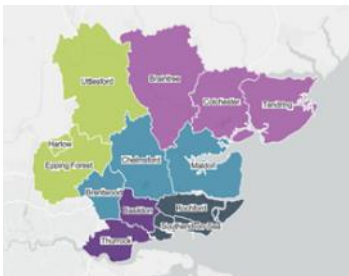 Uttlesford
Braintree
Colchester
Tendring
Harlow
Epping Forest
Chelmsford
Maldon
Brentwood
Basildon
Rochford
Southend-on-Sea
Thurrock